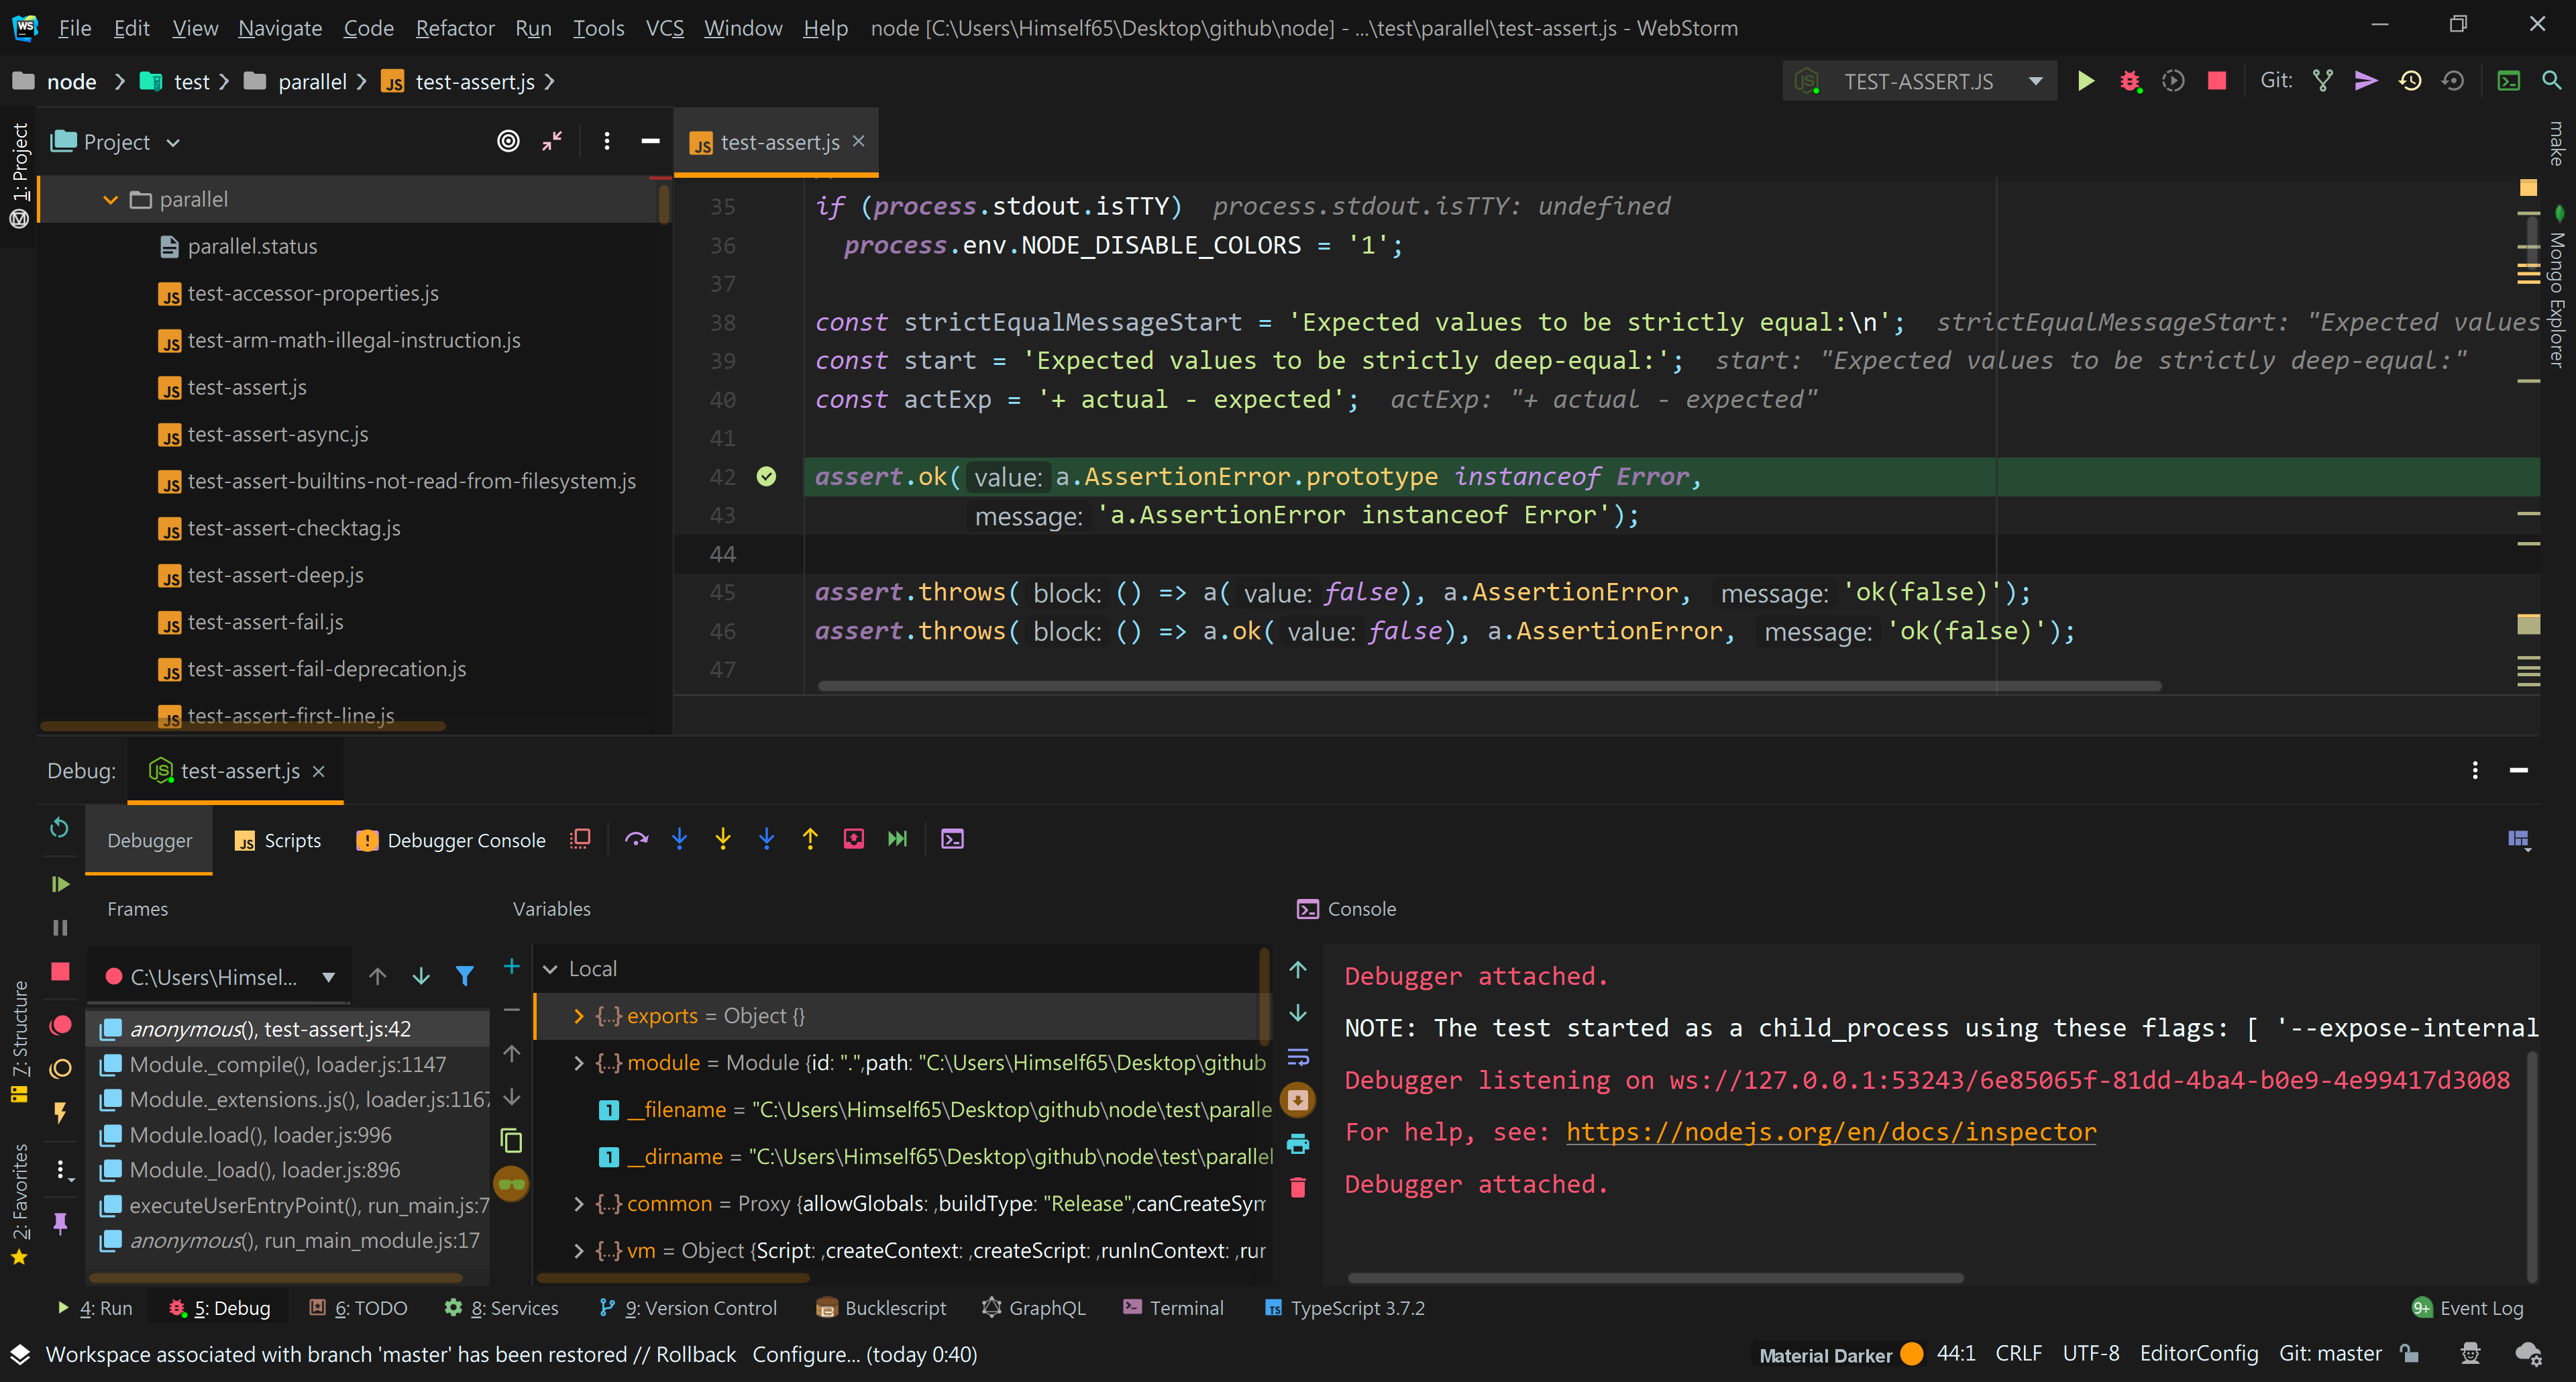 File Edit View Navigate Code Refactor Run Tools VCS Window Help node [C:\Users\Himself65\Desktop\github\node] - ...\test\parallel\test-assert.js - WebStorm
node test parallel test-assert.js TEST-ASSERT.JS Git:
1: Project
make
Mongo Explorer
Project
parallel
parallel.status
test-accessor-properties.js
test-arm-math-illegal-instruction.js
test-assert.js
test-assert-async.js
test-assert-builtins-not-read-from-filesystem.js
test-assert-checktag.js
test-assert-deep.js
test-assert-fail.js
test-assert-fail-deprecation.js
test-assert-first-line.js
test-assert.js
35 if (process.stdout.isTTY) process.stdout.isTTY: undefined
36 process.env.NODE_DISABLE_COLORS = '1';
37
38 const strictEqualMessageStart = 'Expected values to be strictly equal:\n'; strictEqualMessageStart: "Expected values
39 const start = 'Expected values to be strictly deep-equal:'; start: "Expected values to be strictly deep-equal:"
40 const actExp = '+ actual - expected'; actExp: "+ actual - expected"
41
42 assert.ok( value: a.AssertionError.prototype instanceof Error,
43 message: 'a.AssertionError instanceof Error');
44
45 assert.throws( block: () => a( value: false), a.AssertionError, message: 'ok(false)');
46 assert.throws( block: () => a.ok( value: false), a.AssertionError, message: 'ok(false)');
47
Debug: test-assert.js
Debugger Scripts Debugger Console
7: Structure
2: Favorites
Frames
C:\Users\Himsel...
anonymous(), test-assert.js:42
Module._compile(), loader.js:1147
Module._extensions..js(), loader.js:1167
Module.load(), loader.js:996
Module._load(), loader.js:896
executeUserEntryPoint(), run_main.js:7
anonymous(), run_main_module.js:17
Variables
Local
{...} exports = Object {}
{...} module = Module {id: ".",path: "C:\Users\Himself65\Desktop\github
1 __filename = "C:\Users\Himself65\Desktop\github\node\test\paralle
1 __dirname = "C:\Users\Himself65\Desktop\github\node\test\parallel
{...} common = Proxy {allowGlobals: ,buildType: "Release",canCreateSym
{...} vm = Object {Script: ,createContext: ,createScript: ,runInContext: ,rur
Console
Debugger attached.
NOTE: The test started as a child_process using these flags: [ '--expose-internal
Debugger listening on ws://127.0.0.1:53243/6e85065f-81dd-4ba4-b0e9-4e99417d3008
For help, see: https://nodejs.org/en/docs/inspector
Debugger attached.
4: Run 5: Debug 6: TODO 8: Services 9: Version Control Bucklescript GraphQL Terminal TypeScript 3.7.2 9+ Event Log
Workspace associated with branch 'master' has been restored // Rollback Configure... (today 0:40) Material Darker 44:1 CRLF UTF-8 EditorConfig Git: master